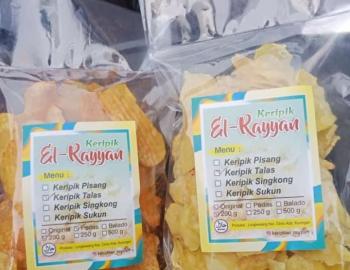 Keripik
El-Rayyan
Menu :
Keripik Pisang
Keripik Talas
Keripik Singkong
Keripik Sukun
Original Pedas Balado
200 g 250 g 500 g
Keripik
El-Rayyan
Menu :
Keripik Pisang
Keripik Talas
Keripik Singkong
Keripik Sukun
Original Pedas Balado
200 g 250 g 500 g